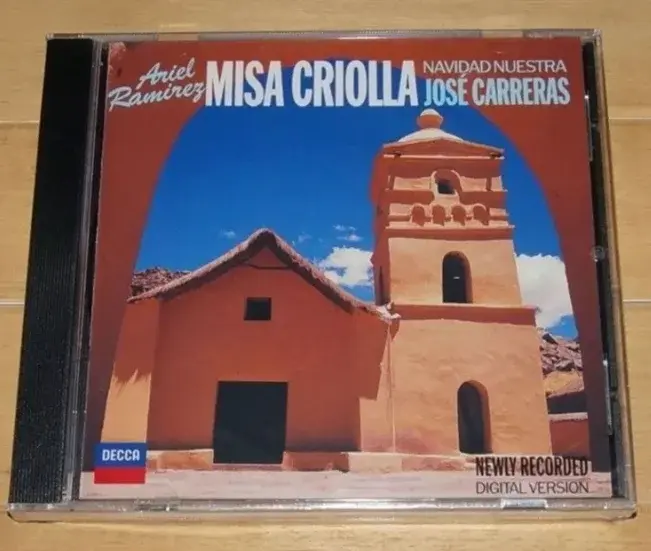 Ariel
Ramirez
MISA CRIOLLA
NAVIDAD NUESTRA
JOSÉ CARRERAS
DECCA
NEWLY RECORDED
DIGITAL VERSION